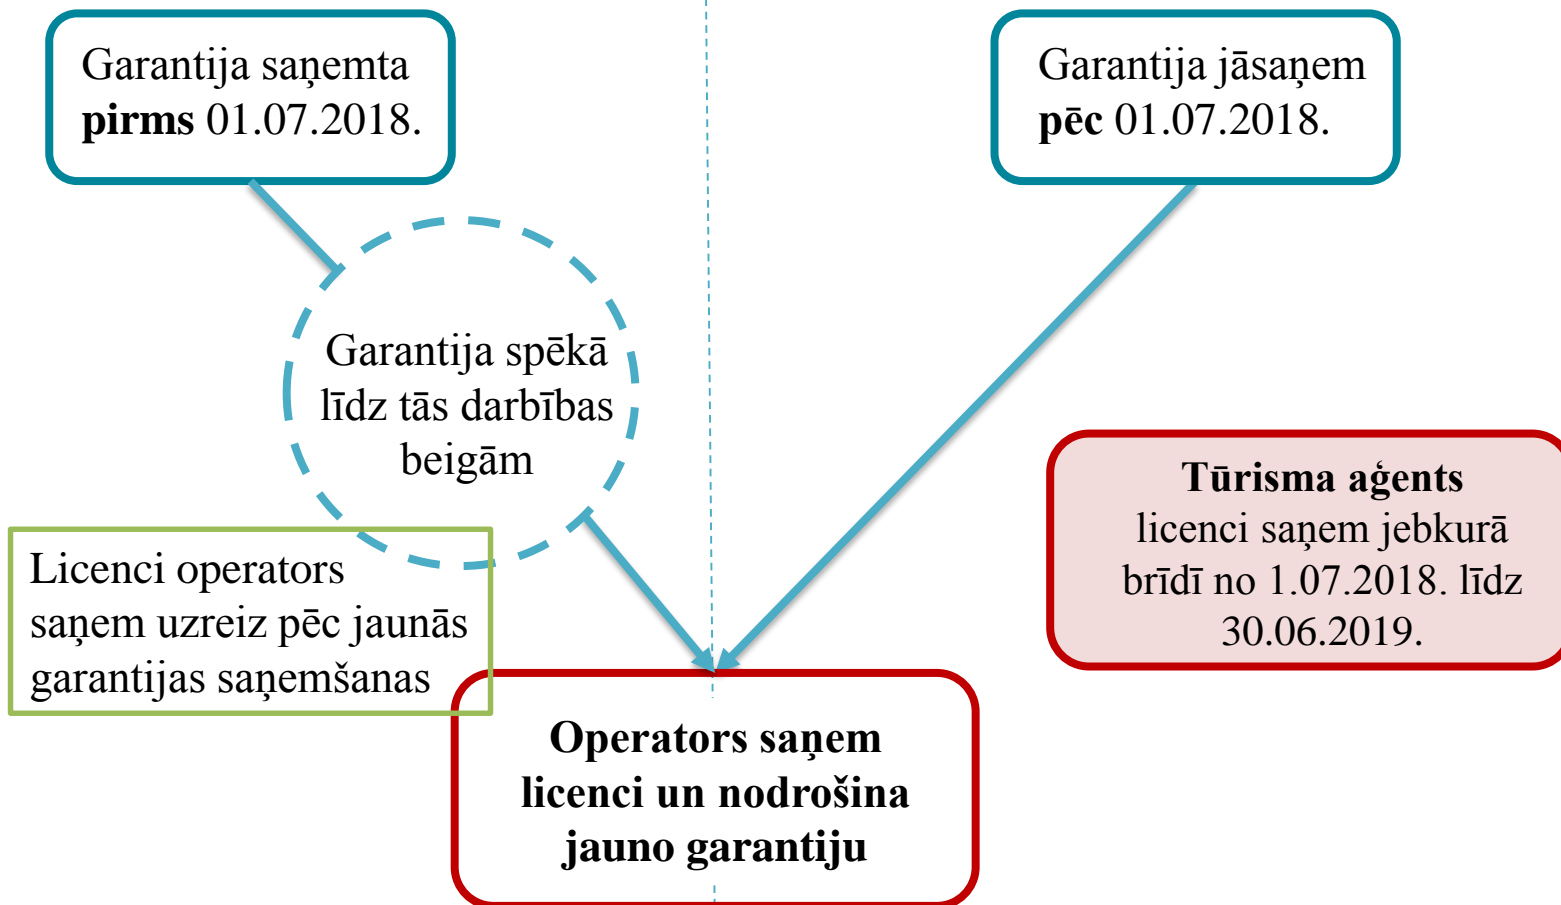 Garantija saņemta
pirms 01.07.2018.
Garantija jāsaņem
pēc 01.07.2018.
Garantija spēkā
līdz tās darbības
beigām
Licenci operators
saņem uzreiz pēc jaunās
garantijas saņemšanas
Tūrisma aģents
licenci saņem jebkurā
brīdī no 1.07.2018. līdz
30.06.2019.
Operators saņem
licenci un nodrošina
jauno garantiju